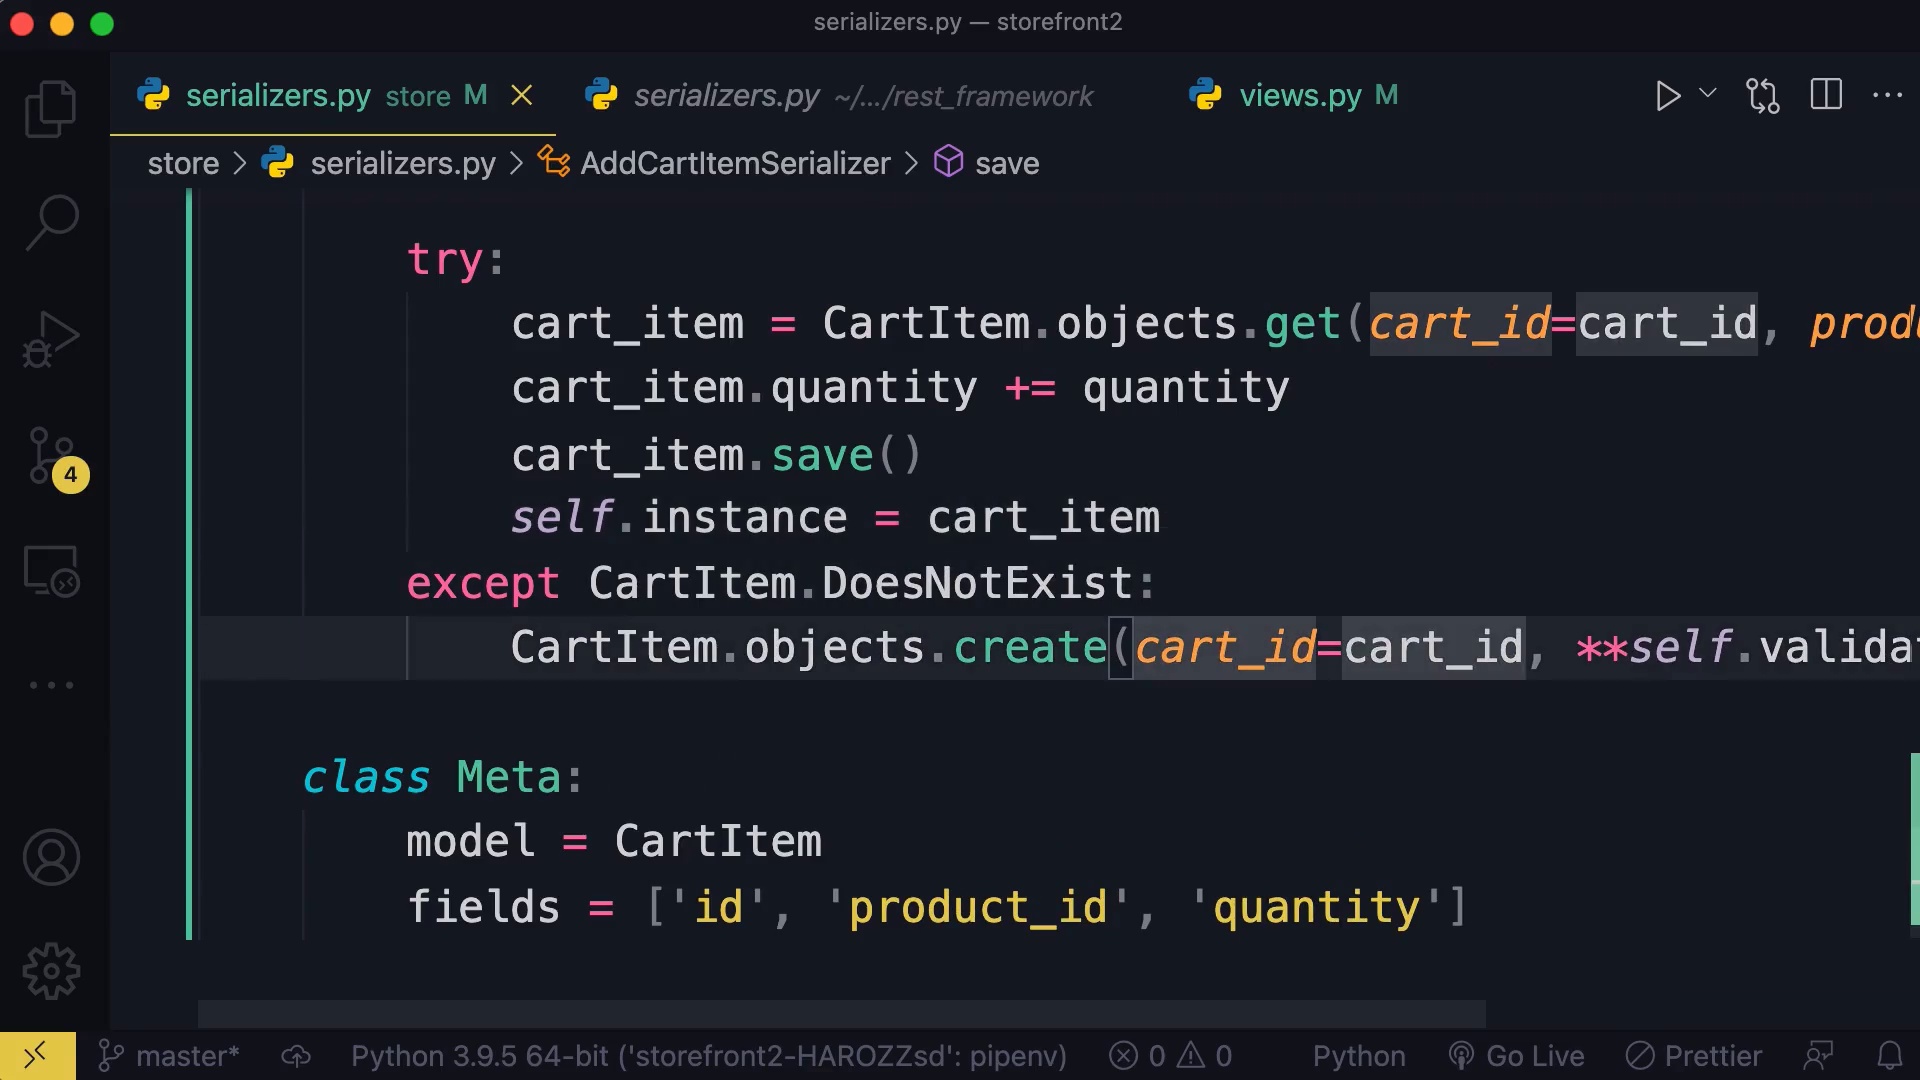 serializers.py — storefront2
serializers.py store M serializers.py ~/.../rest_framework views.py M
store > serializers.py > AddCartItemSerializer > save
try:
cart_item = CartItem.objects.get(cart_id=cart_id,
cart_item.quantity += quantity
cart_item.save()
self.instance = cart_item
except CartItem.DoesNotExist:
CartItem.objects.create(cart_id=cart_id, **self.
class Meta:
model = CartItem
fields = ['id', 'product_id', 'quantity']
4
master* Python 3.9.5 64-bit ('storefront2-HAROZZsd': pipenv) 0 0 Python Go Live Prettier